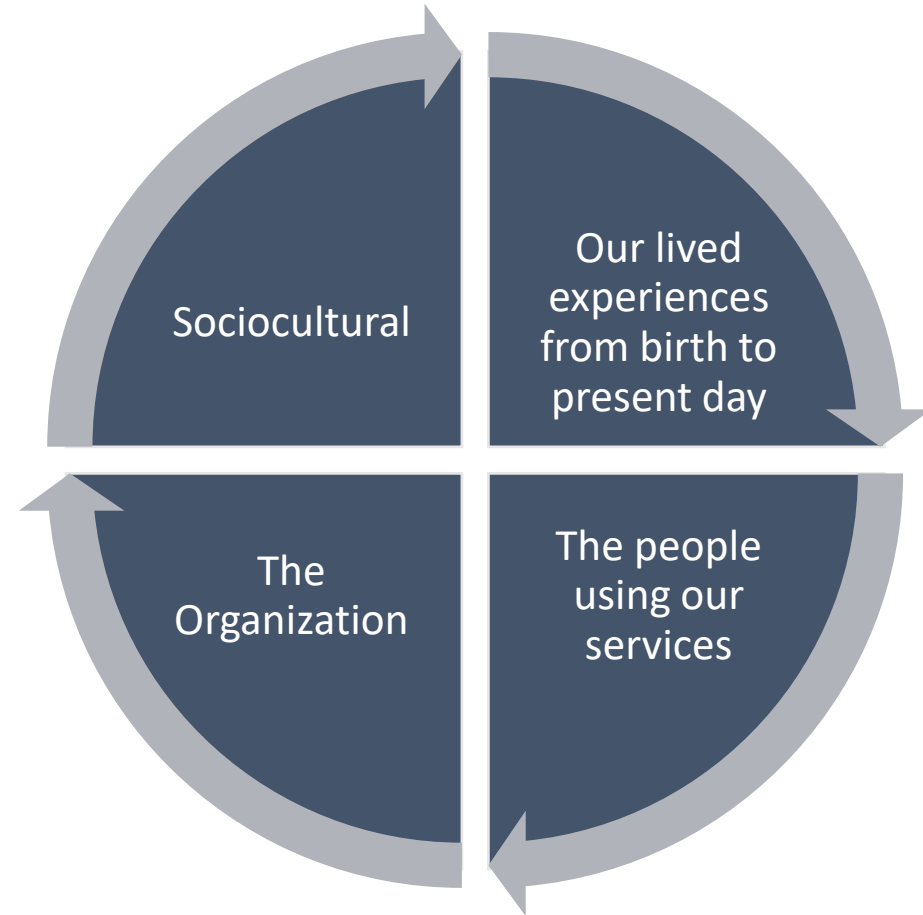 Sociocultural
Our lived
experiences
from birth to
present day
The
Organization
The people
using our
services